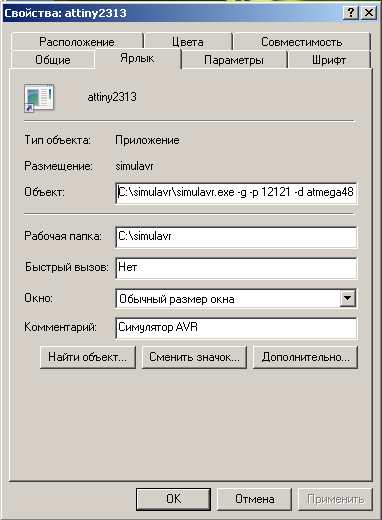 Свойства: attiny2313
Расположение Цвета Совместимость
Общие Ярлык Параметры Шрифт
attiny2313
Тип объекта: Приложение
Размещение: simulavr
Объект: C:\simulavr\simulavr.exe -g -p 12121 -d atmega48
Рабочая папка: C:\simulavr
Быстрый вызов: Нет
Окно: Обычный размер окна
Комментарий: Симулятор AVR
Найти объект... Сменить значок... Дополнительно...
ОК Отмена Применить